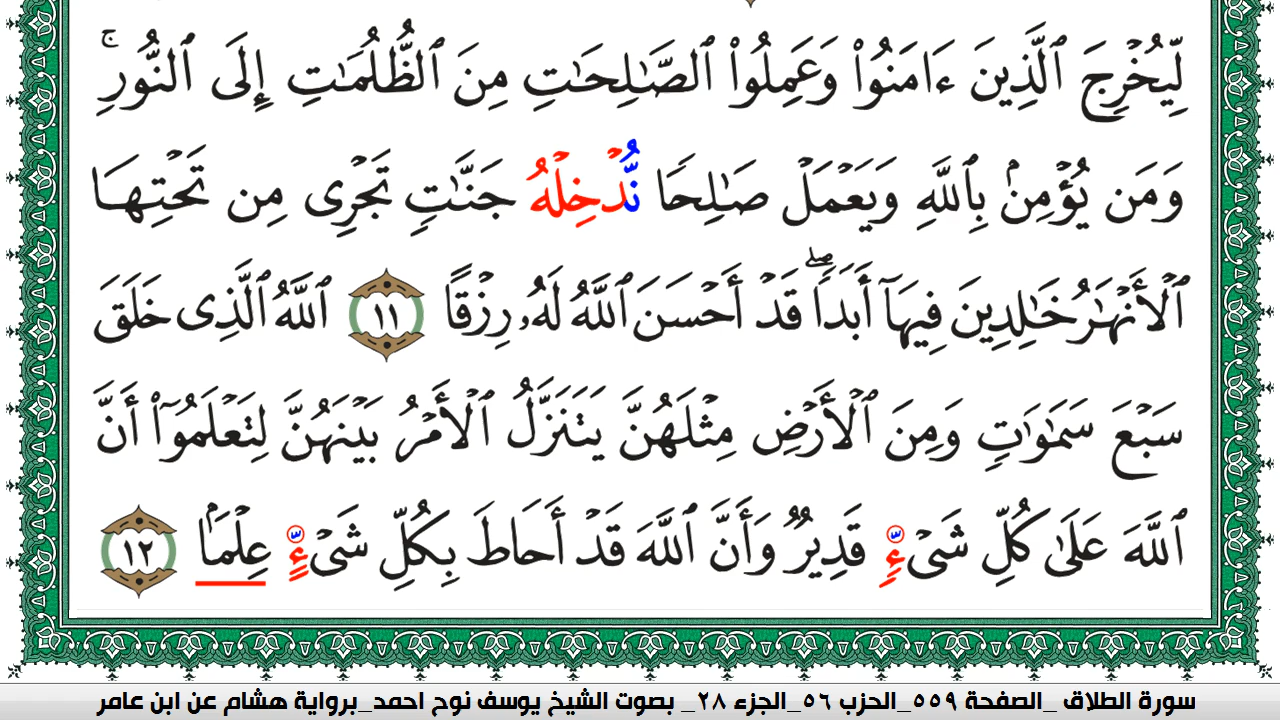 لِّيُخْرِجَ ٱلَّذِينَ ءَامَنُوا۟ وَعَمِلُوا۟ ٱلصَّـٰلِحَـٰتِ مِنَ ٱلظُّلُمَـٰتِ إِلَى ٱلنُّورِ ۚ
وَمَن يُؤْمِنۢ بِٱللَّهِ وَيَعْمَلْ صَـٰلِحًا نُّدْخِلْهُ جَنَّـٰتٍ تَجْرِى مِن تَحْتِهَا
ٱلْأَنْهَـٰرُ خَـٰلِدِينَ فِيهَآ أَبَدًا ۖ قَدْ أَحْسَنَ ٱللَّهُ لَهُۥ رِزْقًا ١١ ٱللَّهُ ٱلَّذِى خَلَقَ
سَبْعَ سَمَـٰوَٰتٍ وَمِنَ ٱلْأَرْضِ مِثْلَهُنَّ يَتَنَزَّلُ ٱلْأَمْرُ بَيْنَهُنَّ لِتَعْلَمُوٓا۟ أَنَّ
ٱللَّهَ عَلَىٰ كُلِّ شَىْءٍ قَدِيرٌ وَأَنَّ ٱللَّهَ قَدْ أَحَاطَ بِكُلِّ شَىْءٍ عِلْمًۢا ١٢
سورة الطلاق _الصفحة ٥٥٩_الحزب ٥٦_الجزء ٢٨_ بصوت الشيخ يوسف نوح احمد_برواية هشام عن ابن عامر